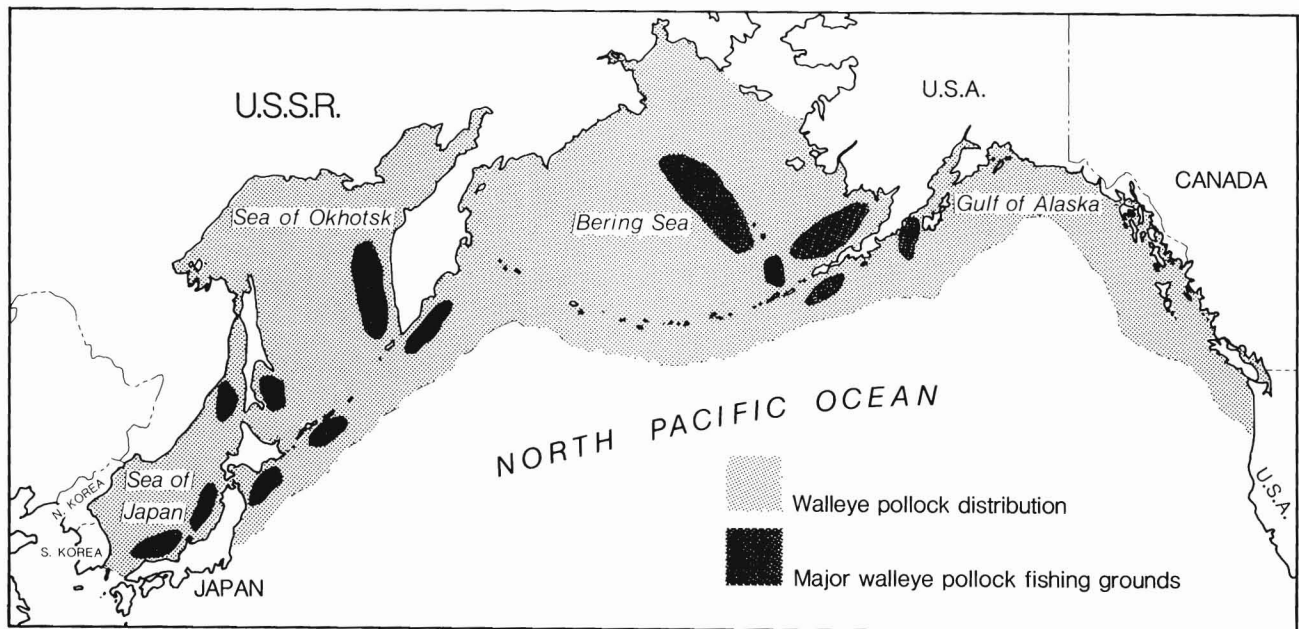 U.S.S.R.
U.S.A.
CANADA
Sea of Okhotsk
Bering Sea
Gulf of Alaska
NORTH PACIFIC OCEAN
Sea of
Japan
N. KOREA
S. KOREA
JAPAN
U.S.A.
Walleye pollock distribution
Major walleye pollock fishing grounds